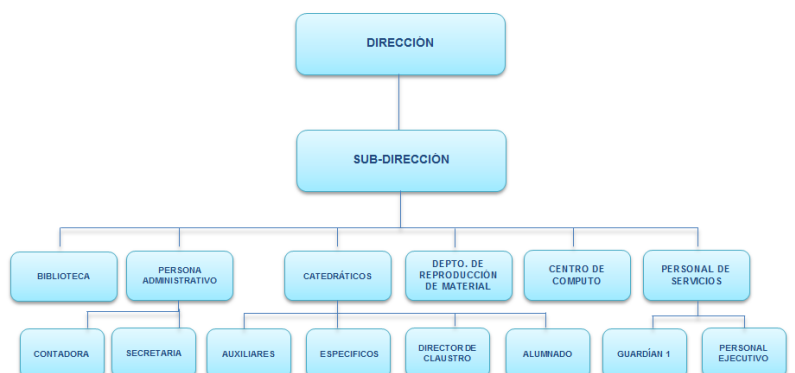 DIRECCIÓN
SUB-DIRECCIÓN
BIBLIOTECA
PERSONA
ADMINISTRATIVO
CATEDRÁTICOS
DEPTO. DE
REPRODUCCIÓN
DE MATERIAL
CENTRO DE
COMPUTO
PERSONAL DE
SERVICIOS
CONTADORA
SECRETARIA
AUXILIARES
ESPECIFICOS
DIRECTOR DE
CLAUSTRO
ALUMNADO
GUARDÍAN 1
PERSONAL
EJECUTIVO